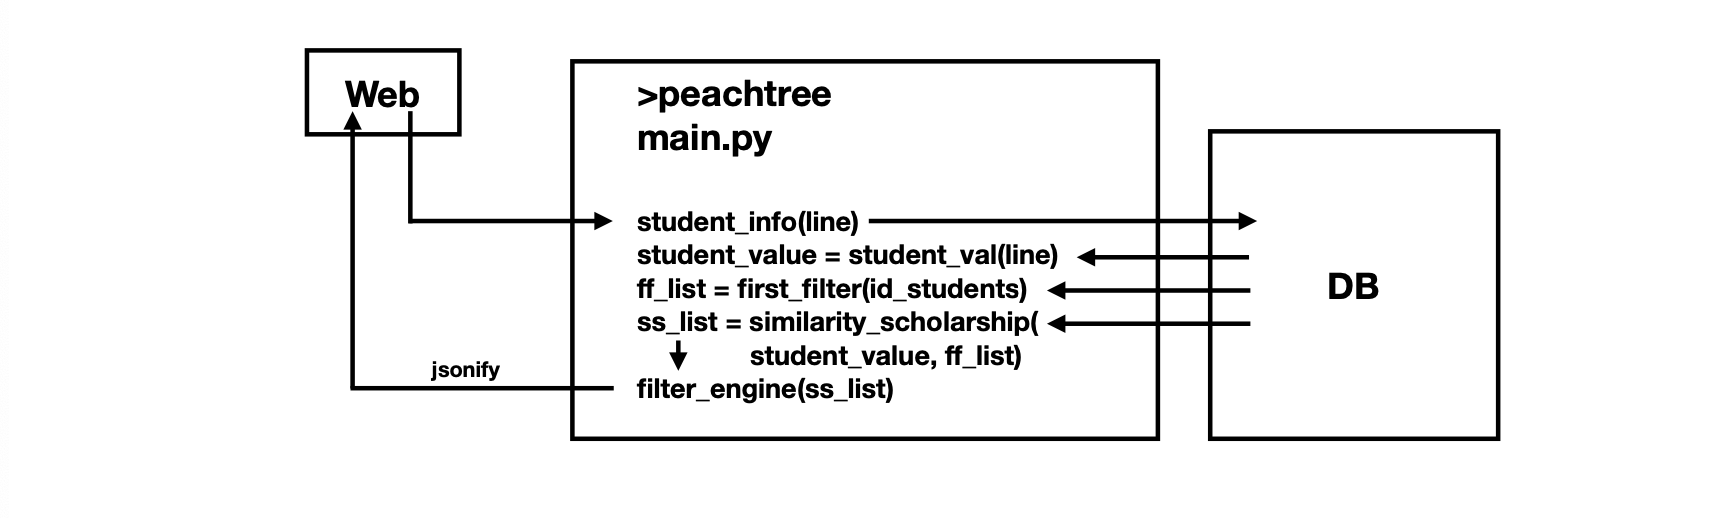 Web
>peachtree
main.py
student_info(line)
student_value = student_val(line)
ff_list = first_filter(id_students)
ss_list = similarity_scholarship(
student_value, ff_list)
filter_engine(ss_list)
jsonify
DB